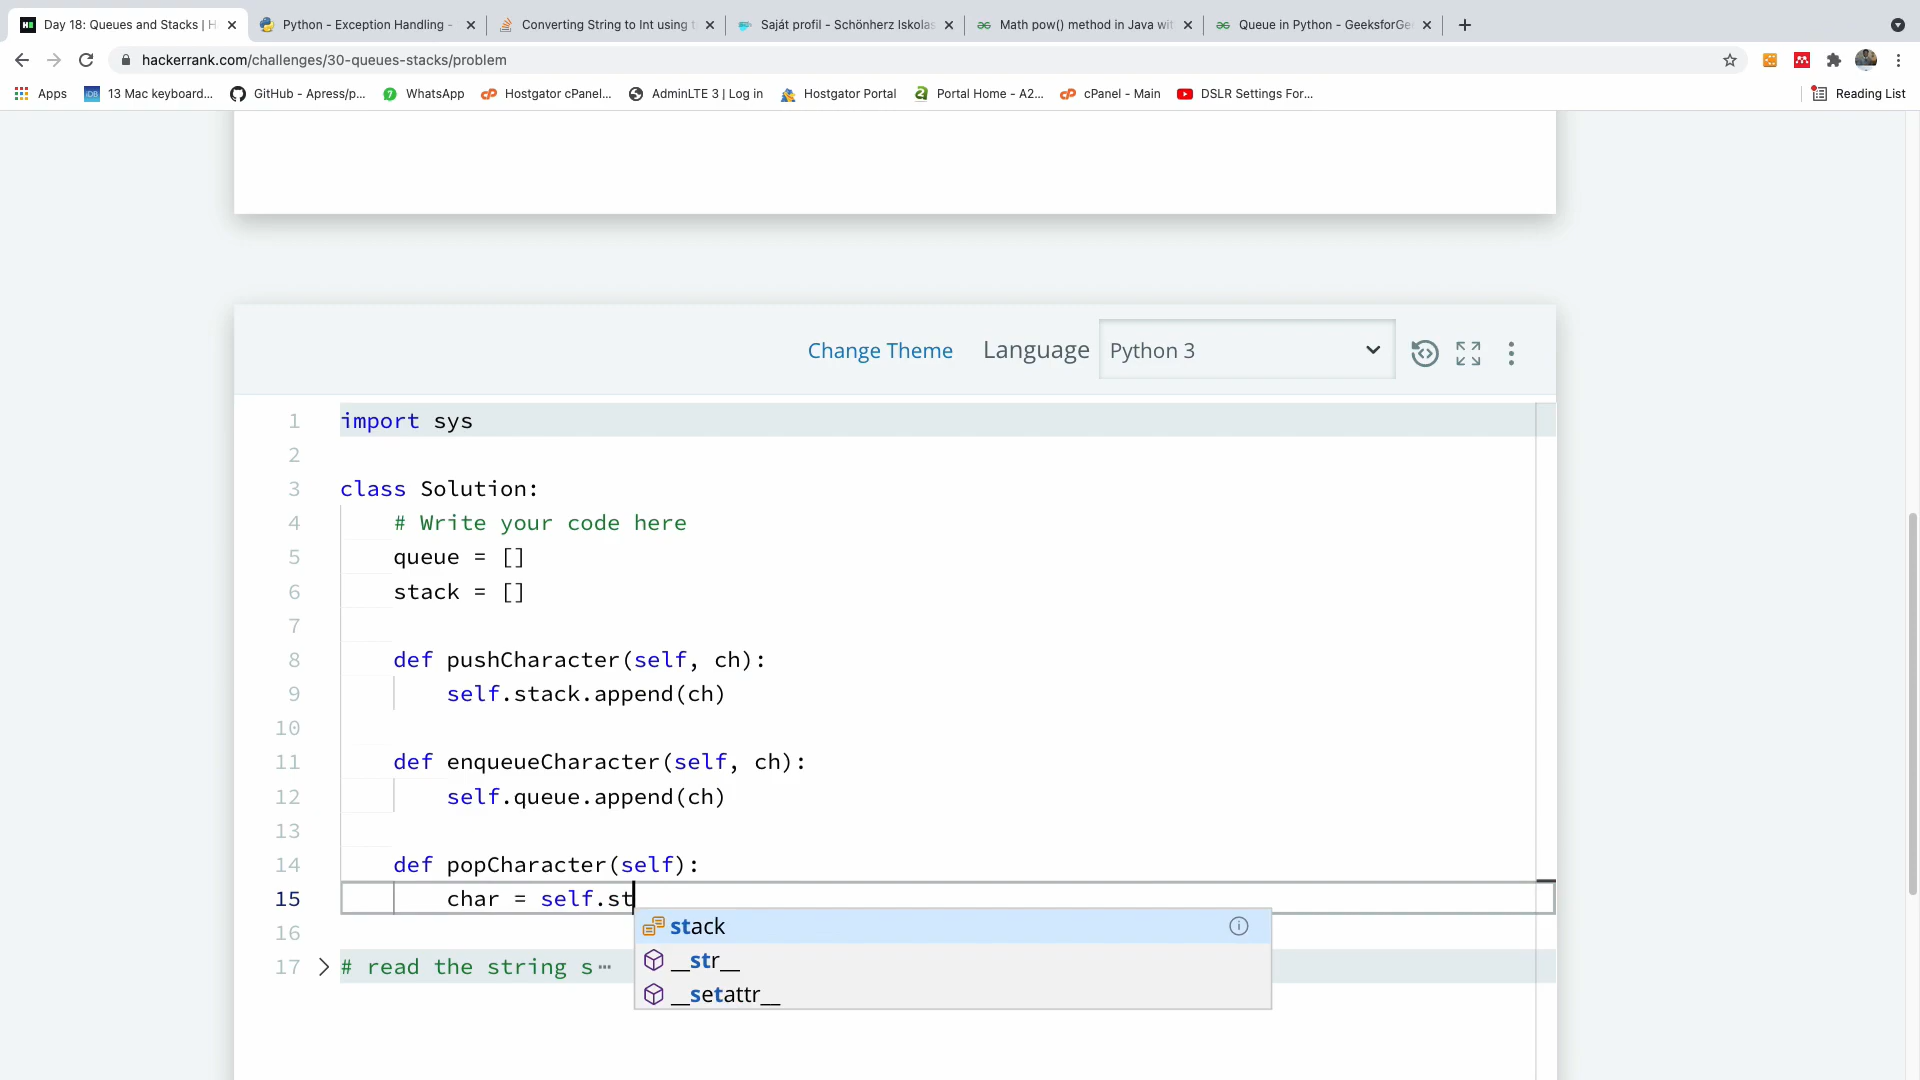 Day 18: Queues and Stacks | H
Python - Exception Handling -
Converting String to Int using t
Saját profil - Schönherz Iskolas
Math pow() method in Java wit
Queue in Python - GeeksforGe
hackerrank.com/challenges/30-queues-stacks/problem
Apps
13 Mac keyboard...
GitHub - Apress/p...
WhatsApp
Hostgator cPanel...
AdminLTE 3 | Log in
Hostgator Portal
Portal Home - A2...
cPanel - Main
DSLR Settings For...
Reading List
Change Theme
Language
Python 3
1 import sys
2
3 class Solution:
4 # Write your code here
5 queue = []
6 stack = []
7
8 def pushCharacter(self, ch):
9 self.stack.append(ch)
10
11 def enqueueCharacter(self, ch):
12 self.queue.append(ch)
13
14 def popCharacter(self):
15 char = self.st
stack
16
__str__
17 # read the string s⋯
__setattr__